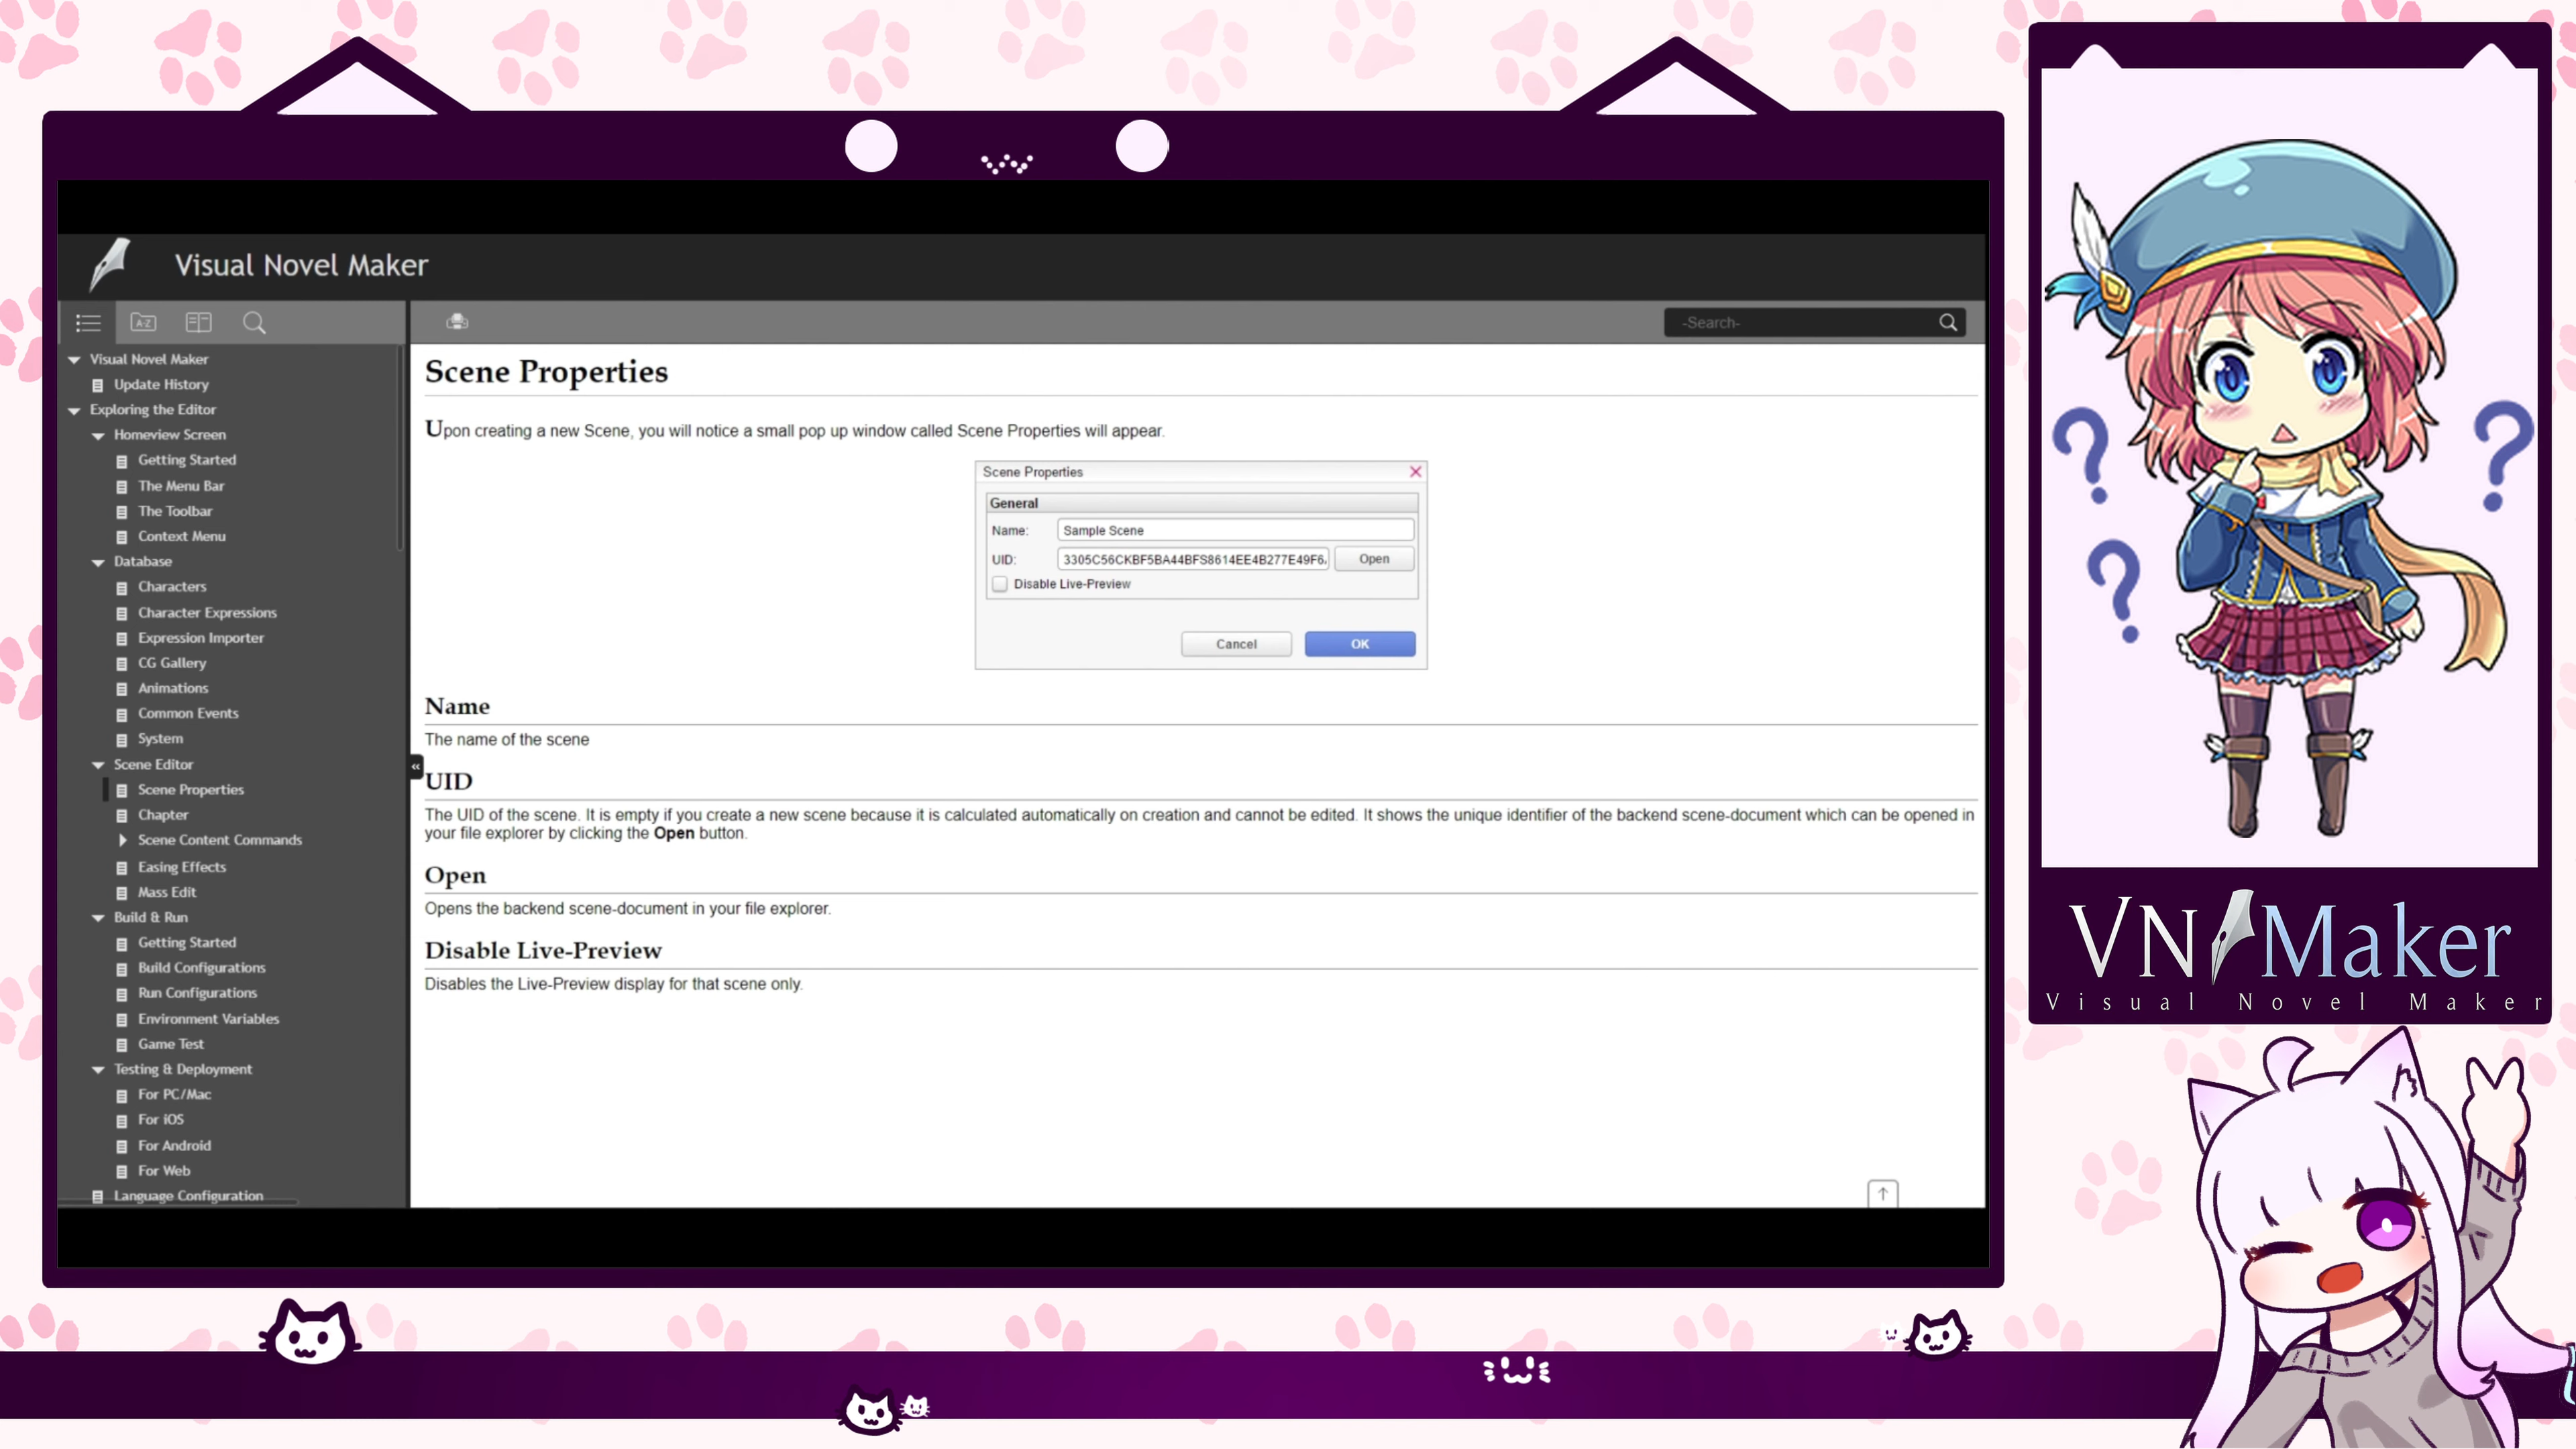 Visual Novel Maker
A-Z
-Search-
Visual Novel Maker
Update History
Exploring the Editor
Homeview Screen
Getting Started
The Menu Bar
The Toolbar
Context Menu
Database
Characters
Character Expressions
Expression Importer
CG Gallery
Animations
Common Events
System
Scene Editor
Scene Properties
Chapter
Scene Content Commands
Easing Effects
Mass Edit
Build & Run
Getting Started
Build Configurations
Run Configurations
Environment Variables
Game Test
Testing & Deployment
For PC/Mac
For iOS
For Android
For Web
Language Configuration
Scene Properties
Upon creating a new Scene, you will notice a small pop up window called Scene Properties will appear.
Scene Properties
General
Name: Sample Scene
UID: 3305C56CKBF5BA44BFS8614EE4B277E49F6 Open
Disable Live-Preview
Cancel OK
Name
The name of the scene
UID
The UID of the scene. It is empty if you create a new scene because it is calculated automatically on creation and cannot be edited. It shows the unique identifier of the backend scene-document which can be opened in
your file explorer by clicking the Open button.
Open
Opens the backend scene-document in your file explorer.
Disable Live-Preview
Disables the Live-Preview display for that scene only.
? ? ?
VN Maker
Visual Novel Maker